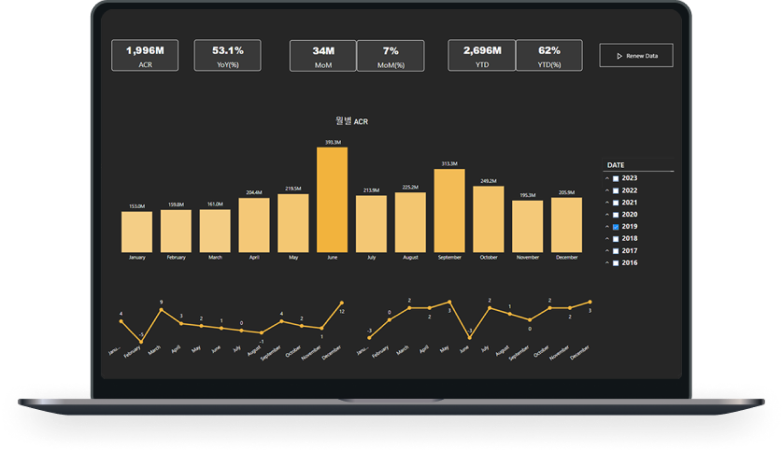 1,996M
ACR
53.1%
YoY(%)
34M
MoM
7%
MoM(%)
2,696M
YTD
62%
YTD(%)
Renew Data
월별 ACR
153.0M 159.8M 161.0M 204.4M 219.5M 395.3M 213.9M 225.2M 313.3M 249.2M 195.3M 205.9M
January February March April May June July August September October November December
DATE
2023
2022
2021
2020
2019
2018
2017
2016
4 -3 9 3 2 1 0 -1 4 2 1 12
Janu... February March April May June July August September October November December
-3 0 2 2 3 -3 2 1 0 2 2 3
Janu... February March April May June July August September October November December